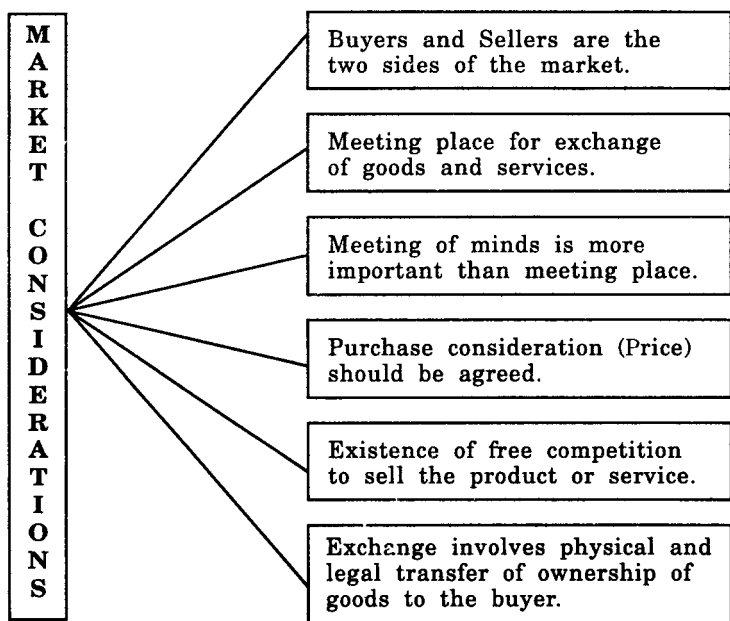 MARKET CONSIDERATIONS
Buyers and Sellers are the
two sides of the market.
Meeting place for exchange
of goods and services.
Meeting of minds is more
important than meeting place.
Purchase consideration (Price)
should be agreed.
Existence of free competition
to sell the product or service.
Exchange involves physical and
legal transfer of ownership of
goods to the buyer.